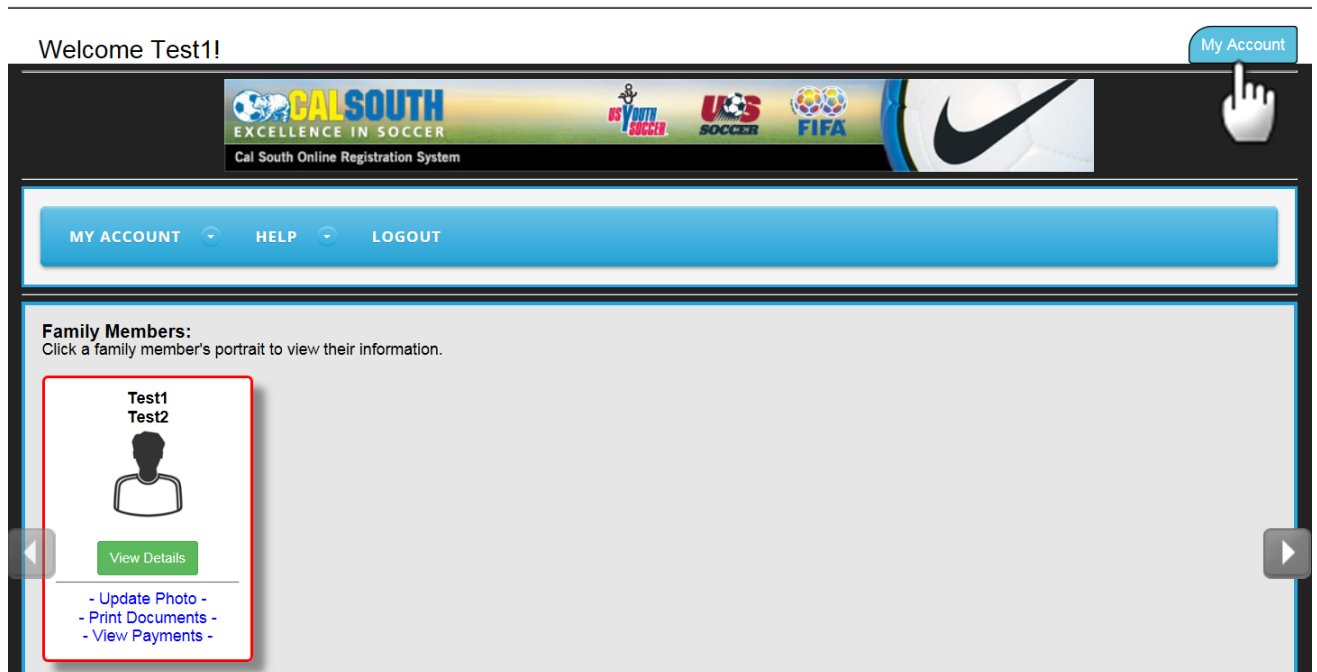 Welcome Test1!
My Account
CALSOUTH
EXCELLENCE IN SOCCER
Cal South Online Registration System
US YOUTH SOCCER
US SOCCER
FIFA
MY ACCOUNT HELP LOGOUT
Family Members:
Click a family member's portrait to view their information.
Test1
Test2
View Details
- Update Photo -
- Print Documents -
- View Payments -